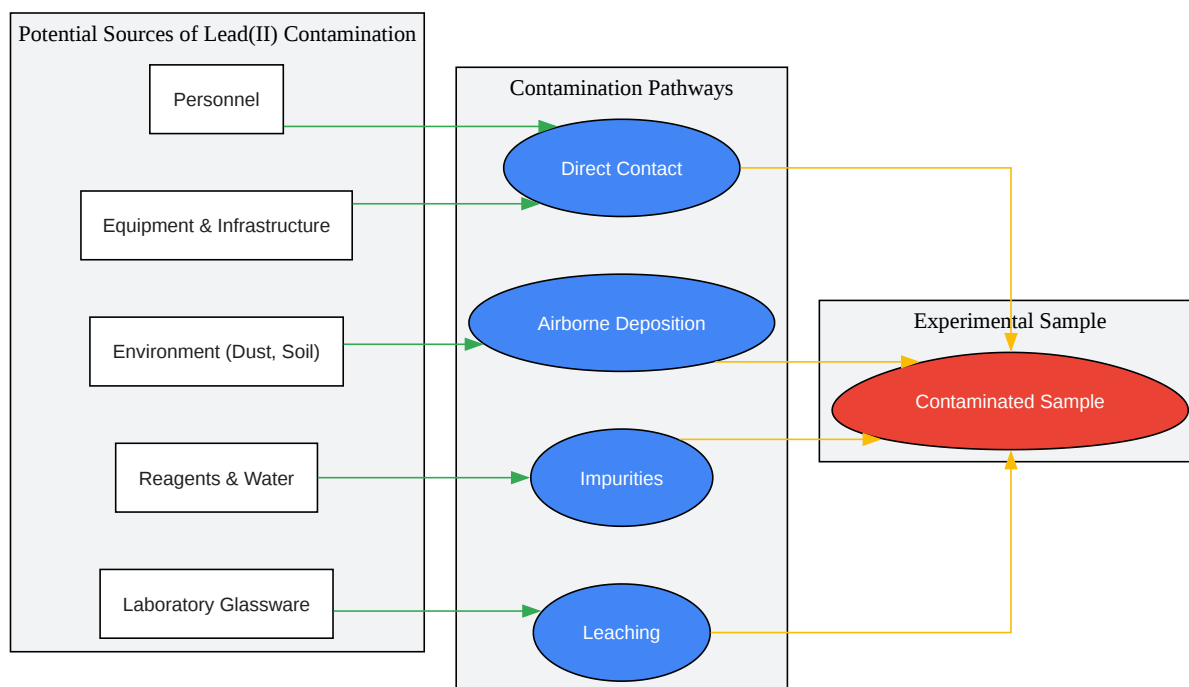 Potential Sources of Lead(II) Contamination
Personnel
Equipment & Infrastructure
Environment (Dust, Soil)
Reagents & Water
Laboratory Glassware
Contamination Pathways
Direct Contact
Airborne Deposition
Impurities
Leaching
Experimental Sample
Contaminated Sample